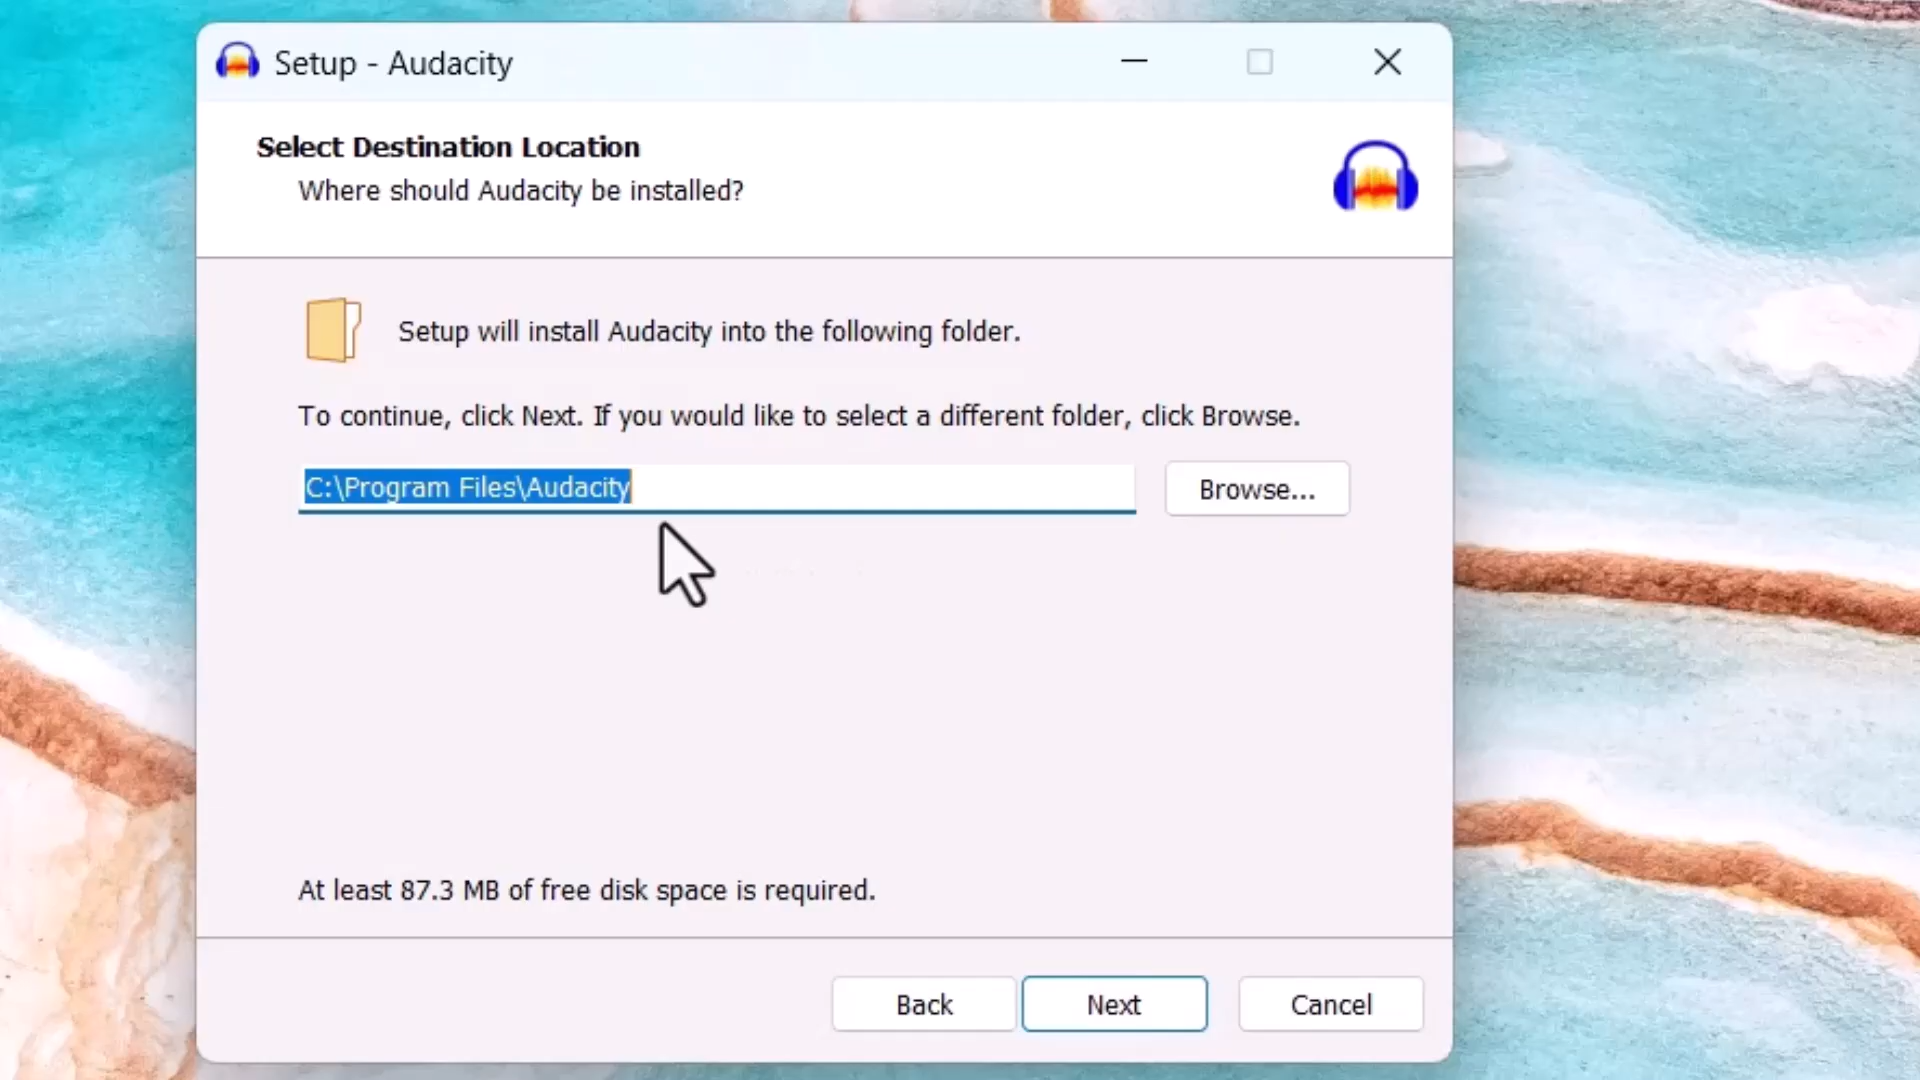 Setup - Audacity
Select Destination Location
Where should Audacity be installed?
Setup will install Audacity into the following folder.
To continue, click Next. If you would like to select a different folder, click Browse.
C:\Program Files\Audacity
Browse...
At least 87.3 MB of free disk space is required.
Back
Next
Cancel